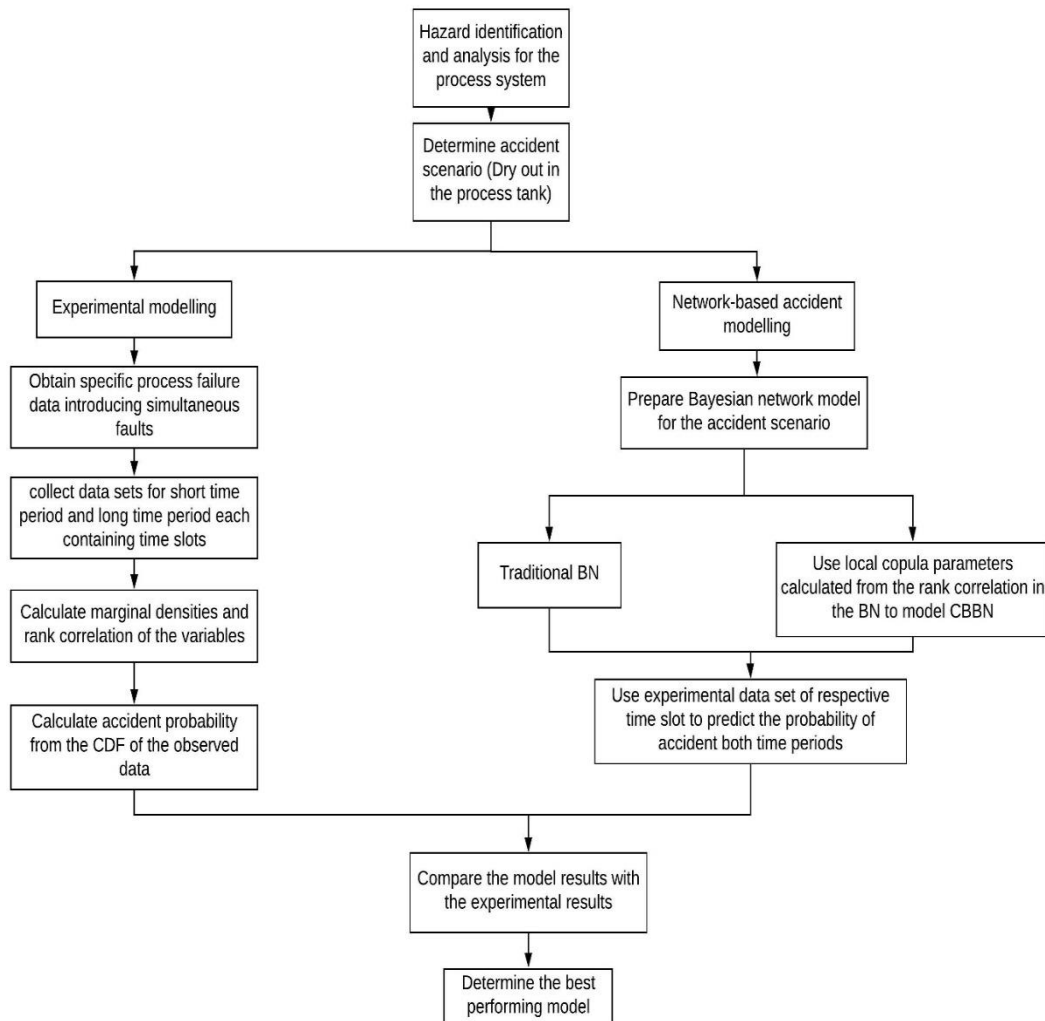 Hazard identification
and analysis for the
process system
Determine accident
scenario (Dry out in
the process tank)
Experimental modelling
Obtain specific process failure
data introducing simultaneous
faults
collect data sets for short time
period and long time period each
containing time slots
Calculate marginal densities and
rank correlation of the variables
Calculate accident probability
from the CDF of the observed
data
Network-based accident
modelling
Prepare Bayesian network model
for the accident scenario
Traditional BN
Use local copula parameters
calculated from the rank correlation in
the BN to model CBBN
Use experimental data set of respective
time slot to predict the probability of
accident both time periods
Compare the model results with
the experimental results
Determine the best
performing model